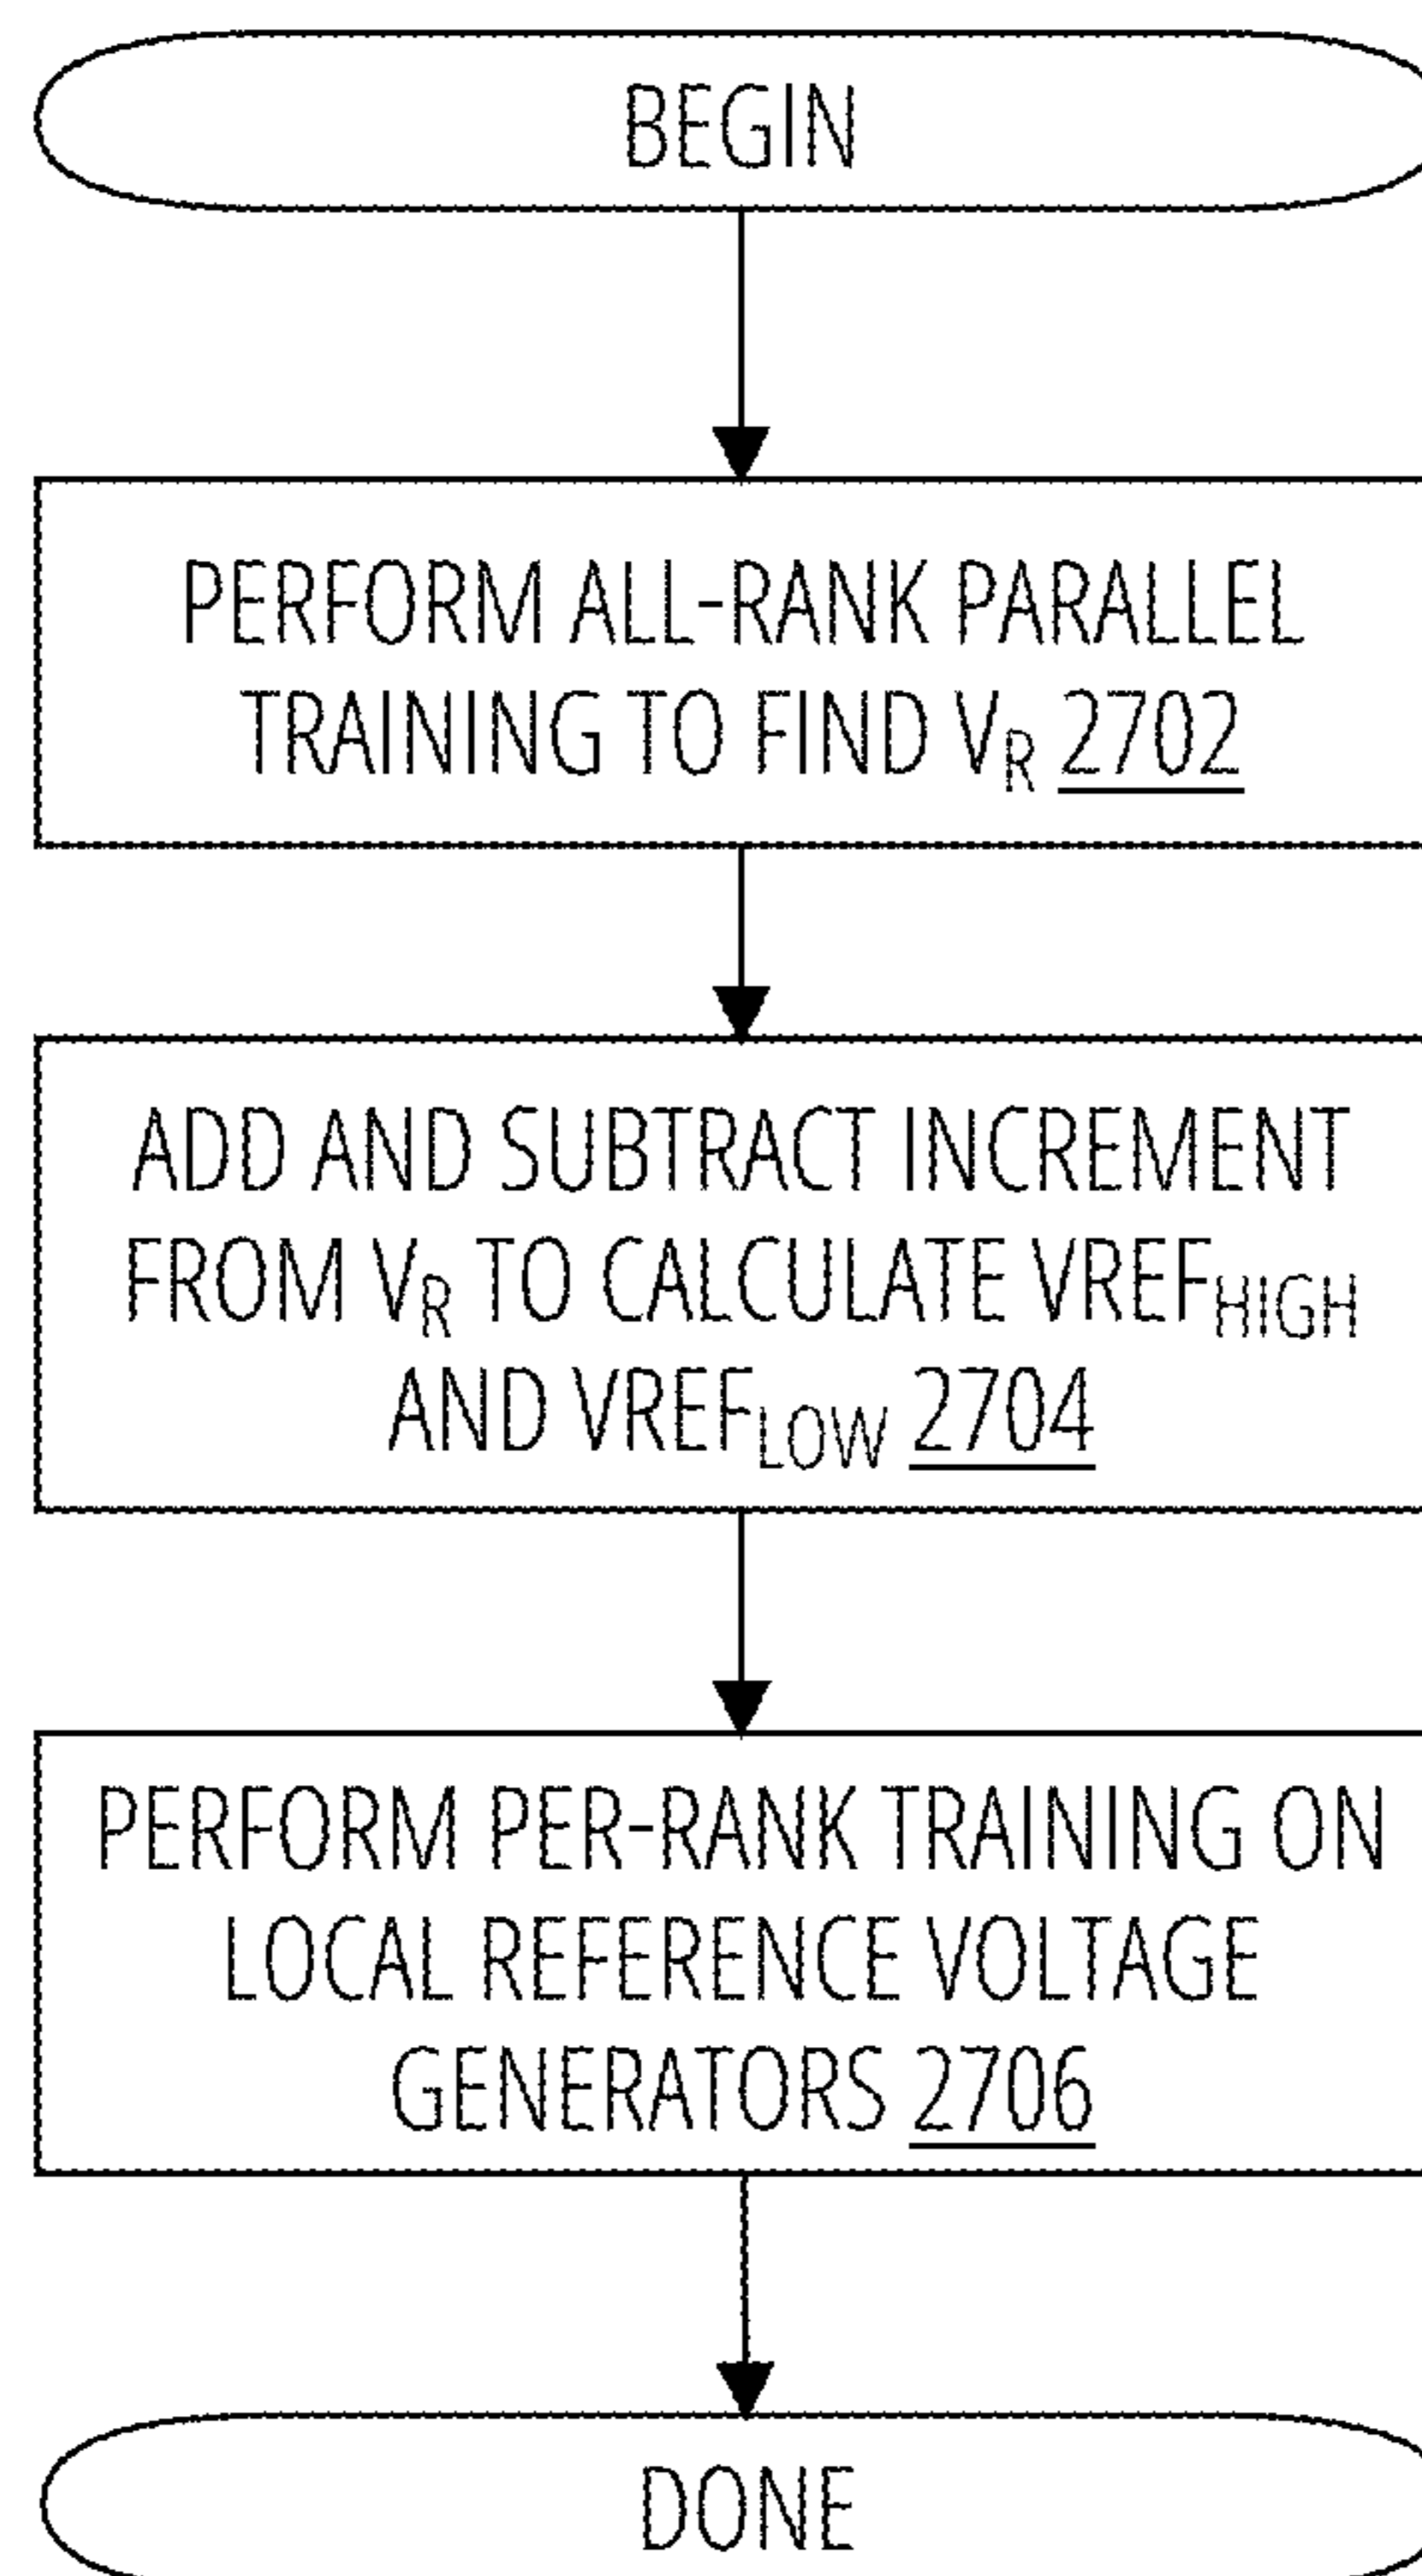 BEGIN
PERFORM ALL-RANK PARALLEL
TRAINING TO FIND VR 2702
ADD AND SUBTRACT INCREMENT
FROM VR TO CALCULATE VREFHIGH
AND VREFLOW 2704
PERFORM PER-RANK TRAINING ON
LOCAL REFERENCE VOLTAGE
GENERATORS 2706
DONE